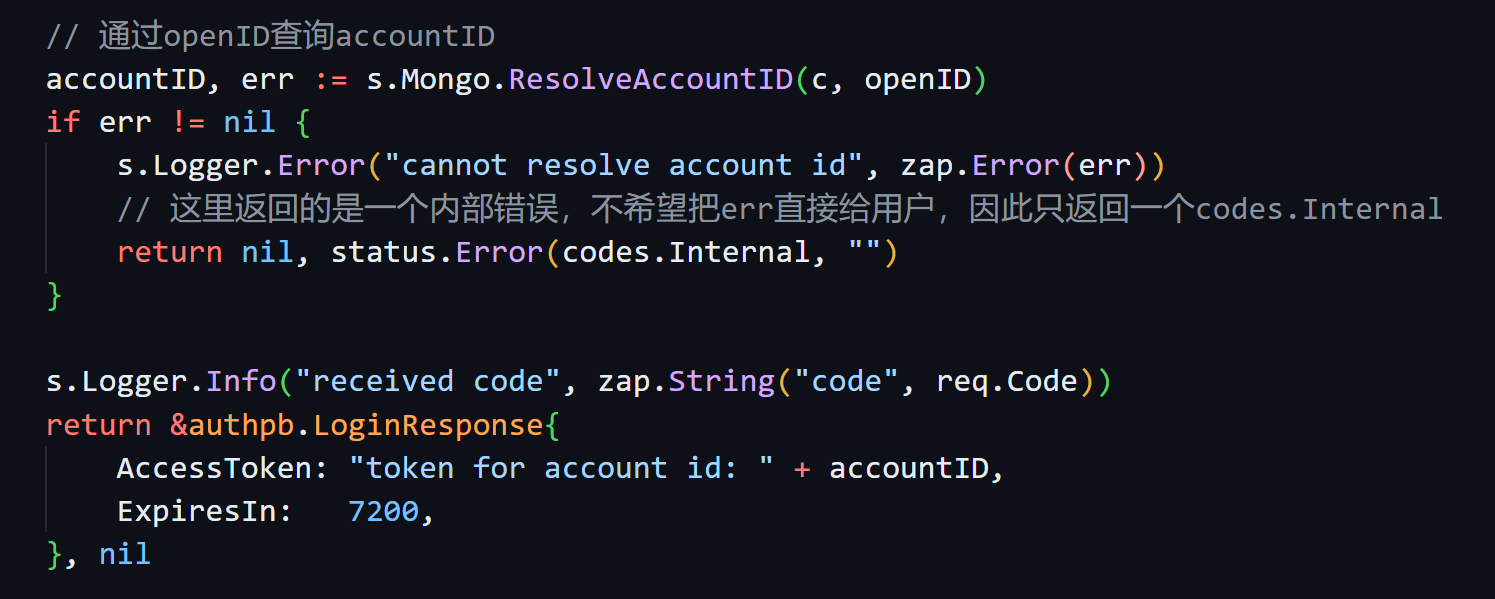 // 通过openID查询accountID
accountID, err := s.Mongo.ResolveAccountID(c, openID)
if err != nil {
    s.Logger.Error("cannot resolve account id", zap.Error(err))
    // 这里返回的是一个内部错误，不希望把err直接给用户，因此只返回一个codes.Internal
    return nil, status.Error(codes.Internal, "")
}

s.Logger.Info("received code", zap.String("code", req.Code))
return &authpb.LoginResponse{
    AccessToken: "token for account id: " + accountID,
    ExpiresIn:   7200,
}, nil